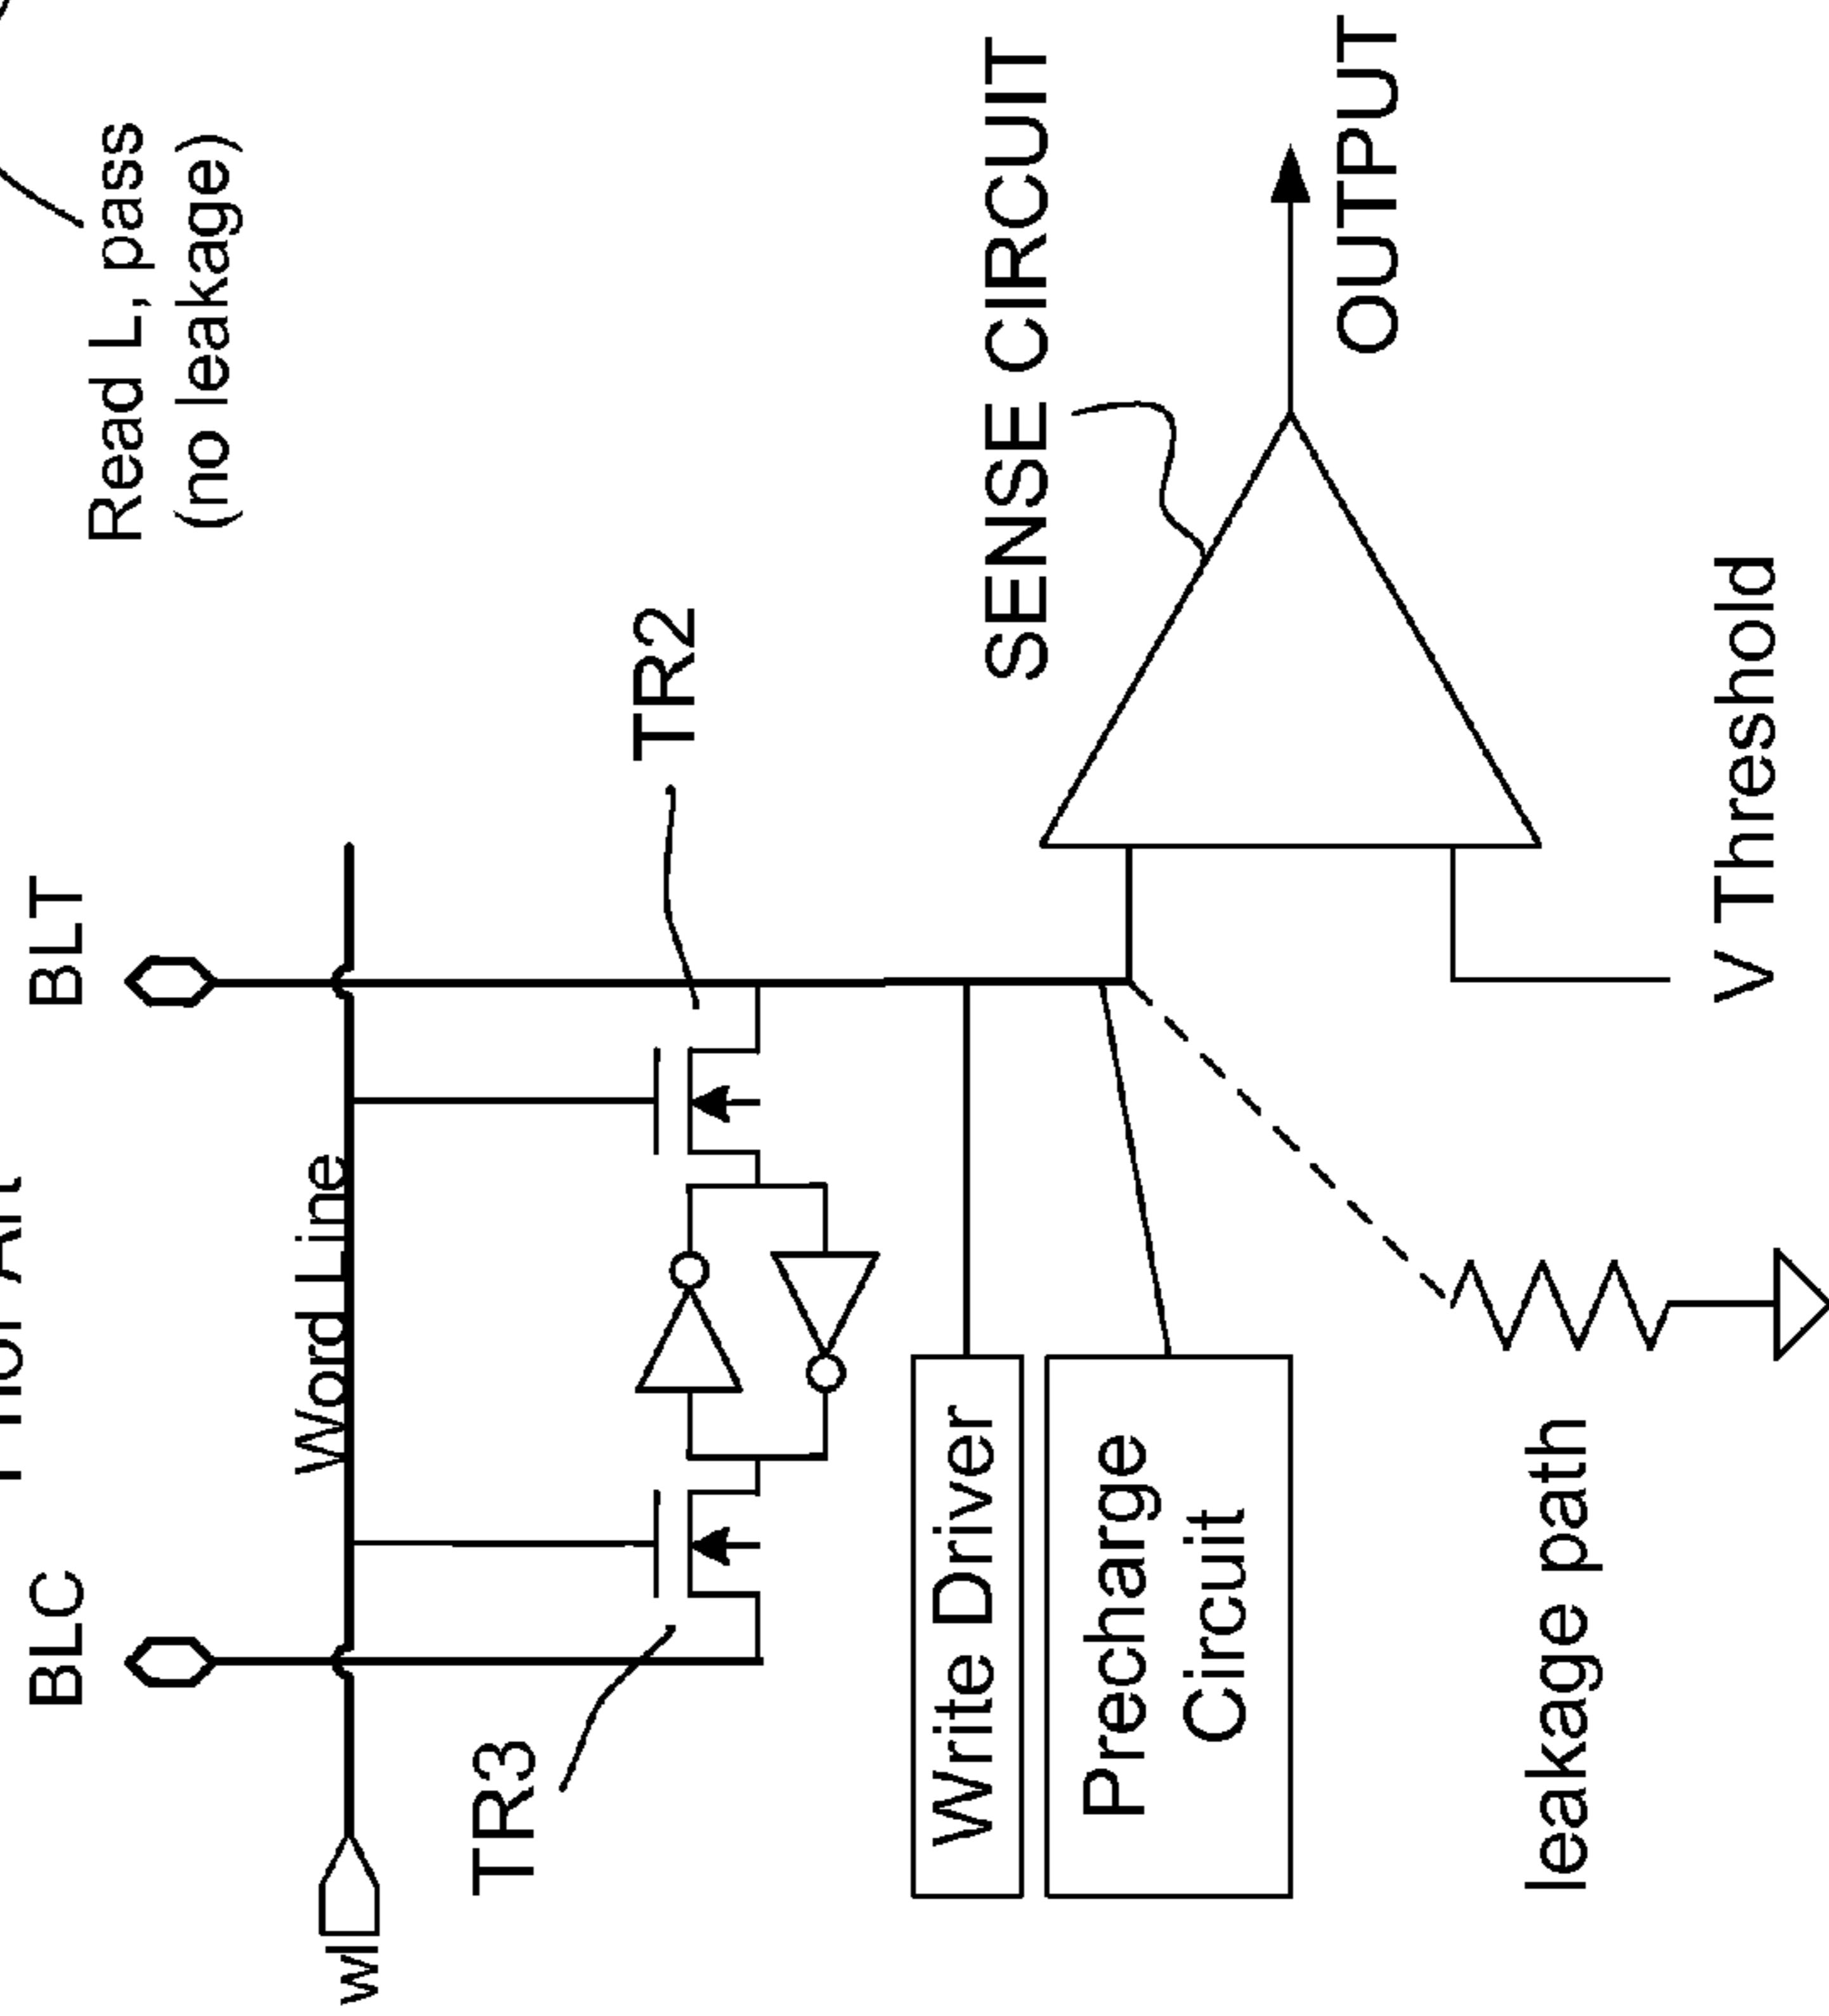 Read L, pass
(no leakage)
BLC
BLT
wl
Word Line
TR3
TR2
Write Driver
Precharge
Circuit
SENSE CIRCUIT
OUTPUT
leakage path
V Threshold